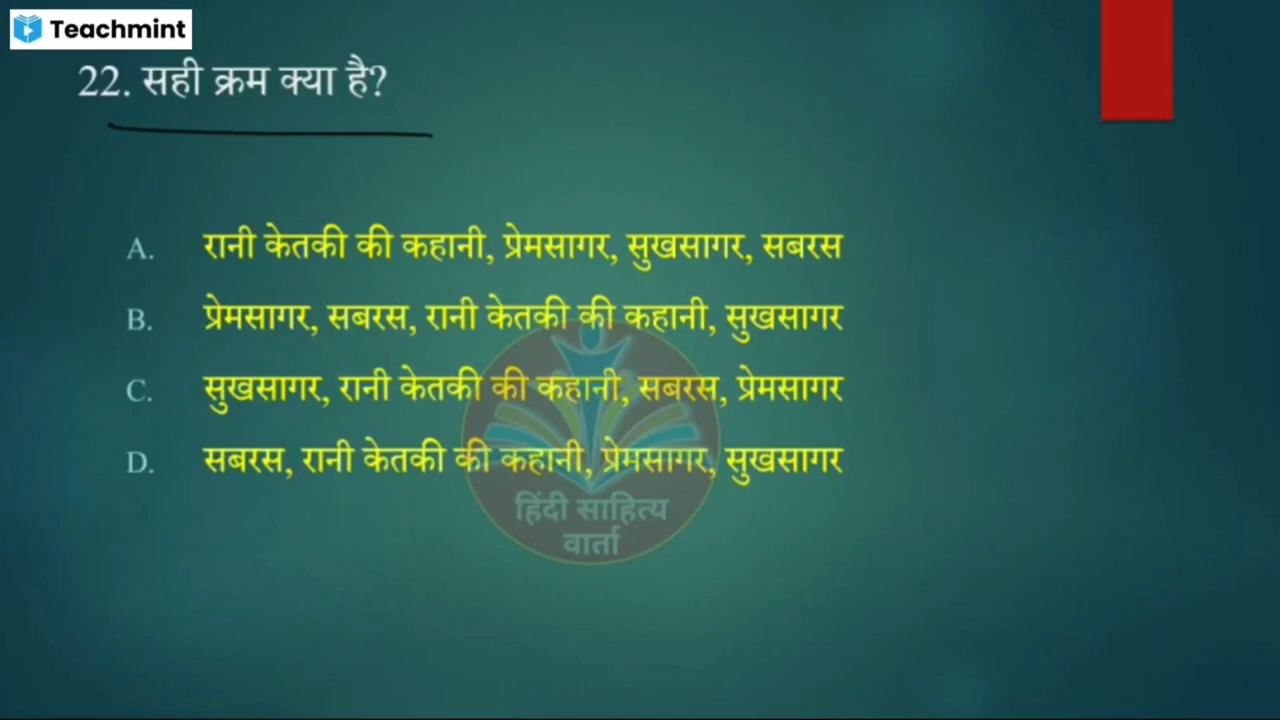 Teachmint
22. सही क्रम क्या है?
A. रानी केतकी की कहानी, प्रेमसागर, सुखसागर, सबरस
B. प्रेमसागर, सबरस, रानी केतकी की कहानी, सुखसागर
C. सुखसागर, रानी केतकी की कहानी, सबरस, प्रेमसागर
D. सबरस, रानी केतकी की कहानी, प्रेमसागर, सुखसागर
हिंदी साहित्य
वार्ता